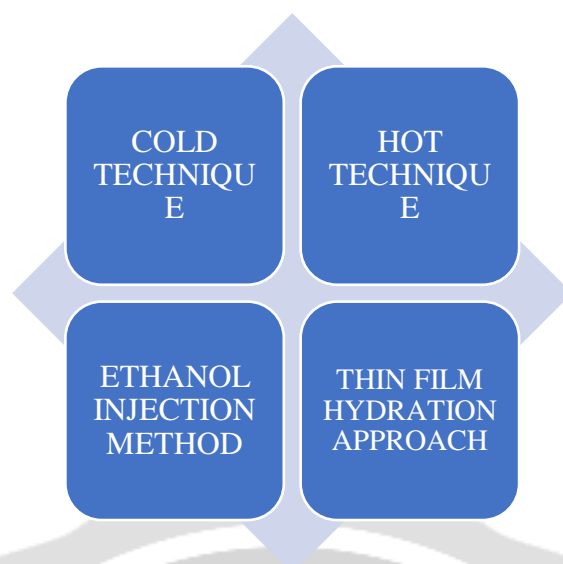 COLD
TECHNIQU
E
HOT
TECHNIQU
E
ETHANOL
INJECTION
METHOD
THIN FILM
HYDRATION
APPROACH